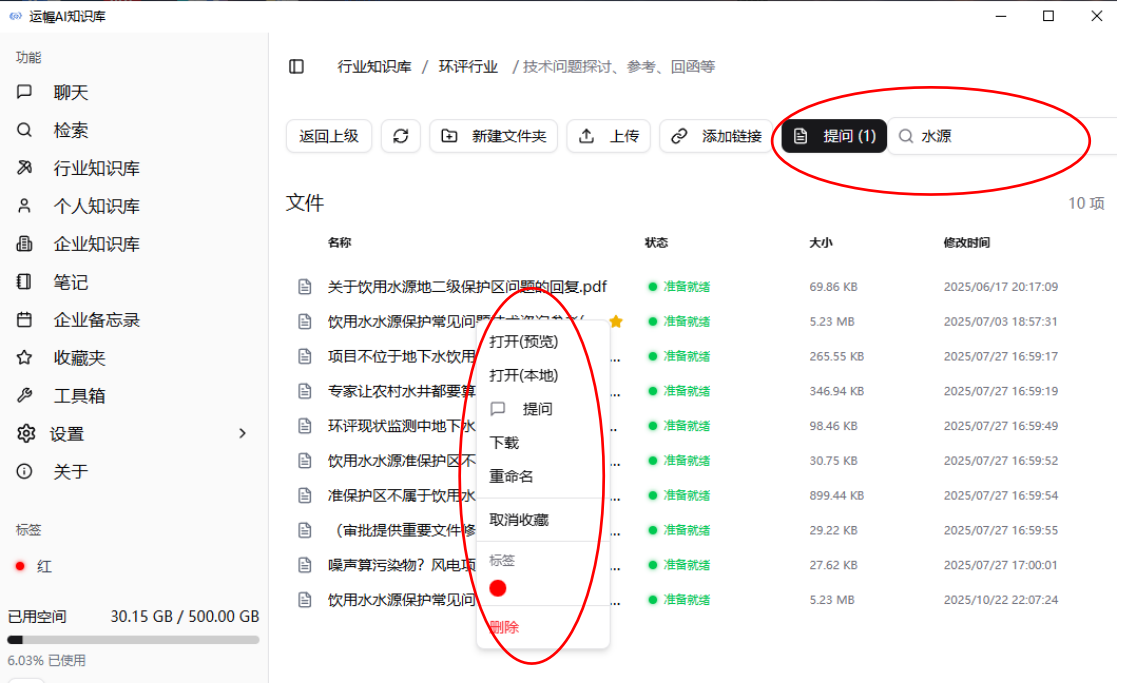 运幄AI知识库
功能
聊天
检索
行业知识库
个人知识库
企业知识库
笔记
企业备忘录
收藏夹
工具箱
设置
关于
标签
红
已用空间 30.15 GB / 500.00 GB
6.03% 已使用
行业知识库 / 环评行业 / 技术问题探讨、参考、回函等
返回上级 新建文件夹 上传 添加链接 提问 (1) 水源
文件 10 项
名称 状态 大小 修改时间
关于饮用水源地二级保护区问题的回复.pdf 准备就绪 69.86 KB 2025/06/17 20:17:09
饮用水水源保护常见问题 准备就绪 5.23 MB 2025/07/03 18:57:31
项目不位于地下水饮用 ... 准备就绪 265.55 KB 2025/07/27 16:59:17
专家让农村水井都要算 ... 准备就绪 346.94 KB 2025/07/27 16:59:19
环评现状监测中地下水 ... 准备就绪 98.46 KB 2025/07/27 16:59:49
饮用水水源准保护区不 ... 准备就绪 30.75 KB 2025/07/27 16:59:52
准保护区不属于饮用水 ... 准备就绪 899.44 KB 2025/07/27 16:59:54
（审批提供重要文件修 ... 准备就绪 29.22 KB 2025/07/27 16:59:55
噪声算污染物？风电项 ... 准备就绪 27.62 KB 2025/07/27 17:00:01
饮用水水源保护常见问 ... 准备就绪 5.23 MB 2025/10/22 22:07:24
打开(预览)
打开(本地)
提问
下载
重命名
取消收藏
标签
删除